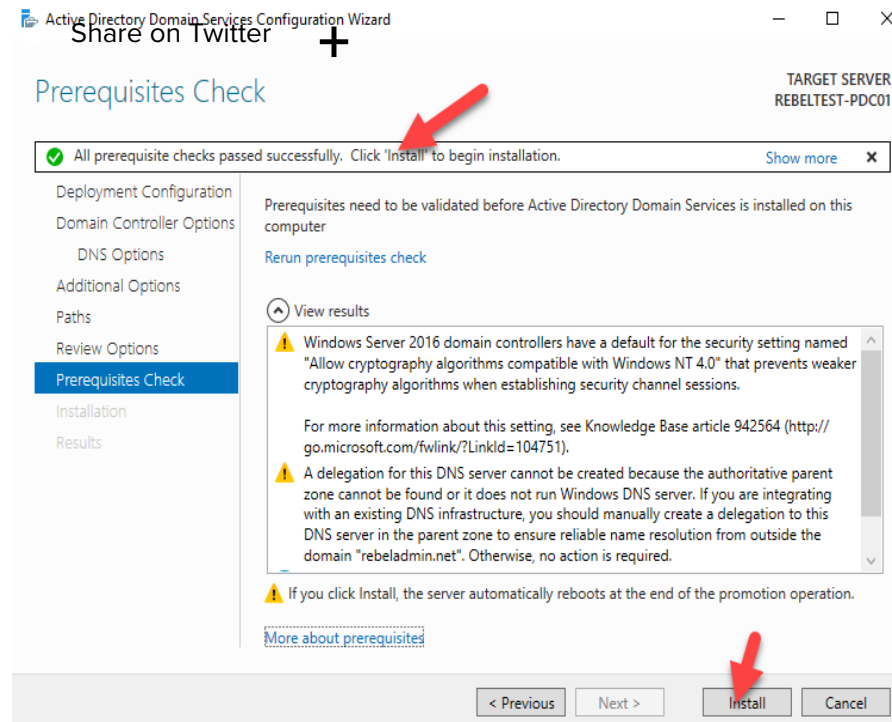 Active Directory Domain Services Configuration Wizard
Share on Twitter
Prerequisites Check
TARGET SERVER
REBELTEST-PDC01
All prerequisite checks passed successfully. Click 'Install' to begin installation.
Show more
Deployment Configuration
Domain Controller Options
DNS Options
Additional Options
Paths
Review Options
Prerequisites Check
Installation
Results
Prerequisites need to be validated before Active Directory Domain Services is installed on this
computer
Rerun prerequisites check
View results
Windows Server 2016 domain controllers have a default for the security setting named
"Allow cryptography algorithms compatible with Windows NT 4.0" that prevents weaker
cryptography algorithms when establishing security channel sessions.
For more information about this setting, see Knowledge Base article 942564 (http://
go.microsoft.com/fwlink/?LinkId=104751).
A delegation for this DNS server cannot be created because the authoritative parent
zone cannot be found or it does not run Windows DNS server. If you are integrating
with an existing DNS infrastructure, you should manually create a delegation to this
DNS server in the parent zone to ensure reliable name resolution from outside the
domain "rebeladmin.net". Otherwise, no action is required.
If you click Install, the server automatically reboots at the end of the promotion operation.
More about prerequisites
< Previous
Next >
Install
Cancel